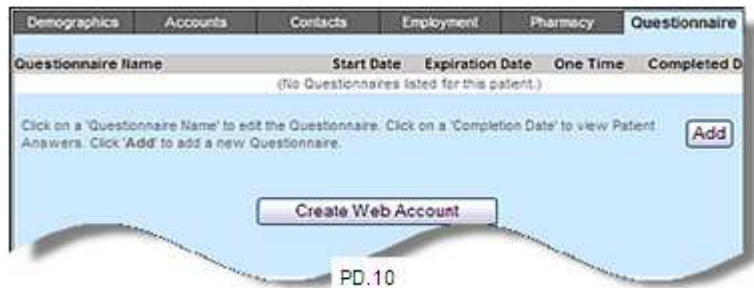 Demographics Accounts Contacts Employment Pharmacy Questionnaire
Questionnaire Name Start Date Expiration Date One Time Completed D
(No Questionnaires listed for this patient.)
Click on a 'Questionnaire Name' to edit the Questionnaire. Click on a 'Completion Date' to view Patient
Answers. Click 'Add' to add a new Questionnaire.
Add
Create Web Account
PD.10